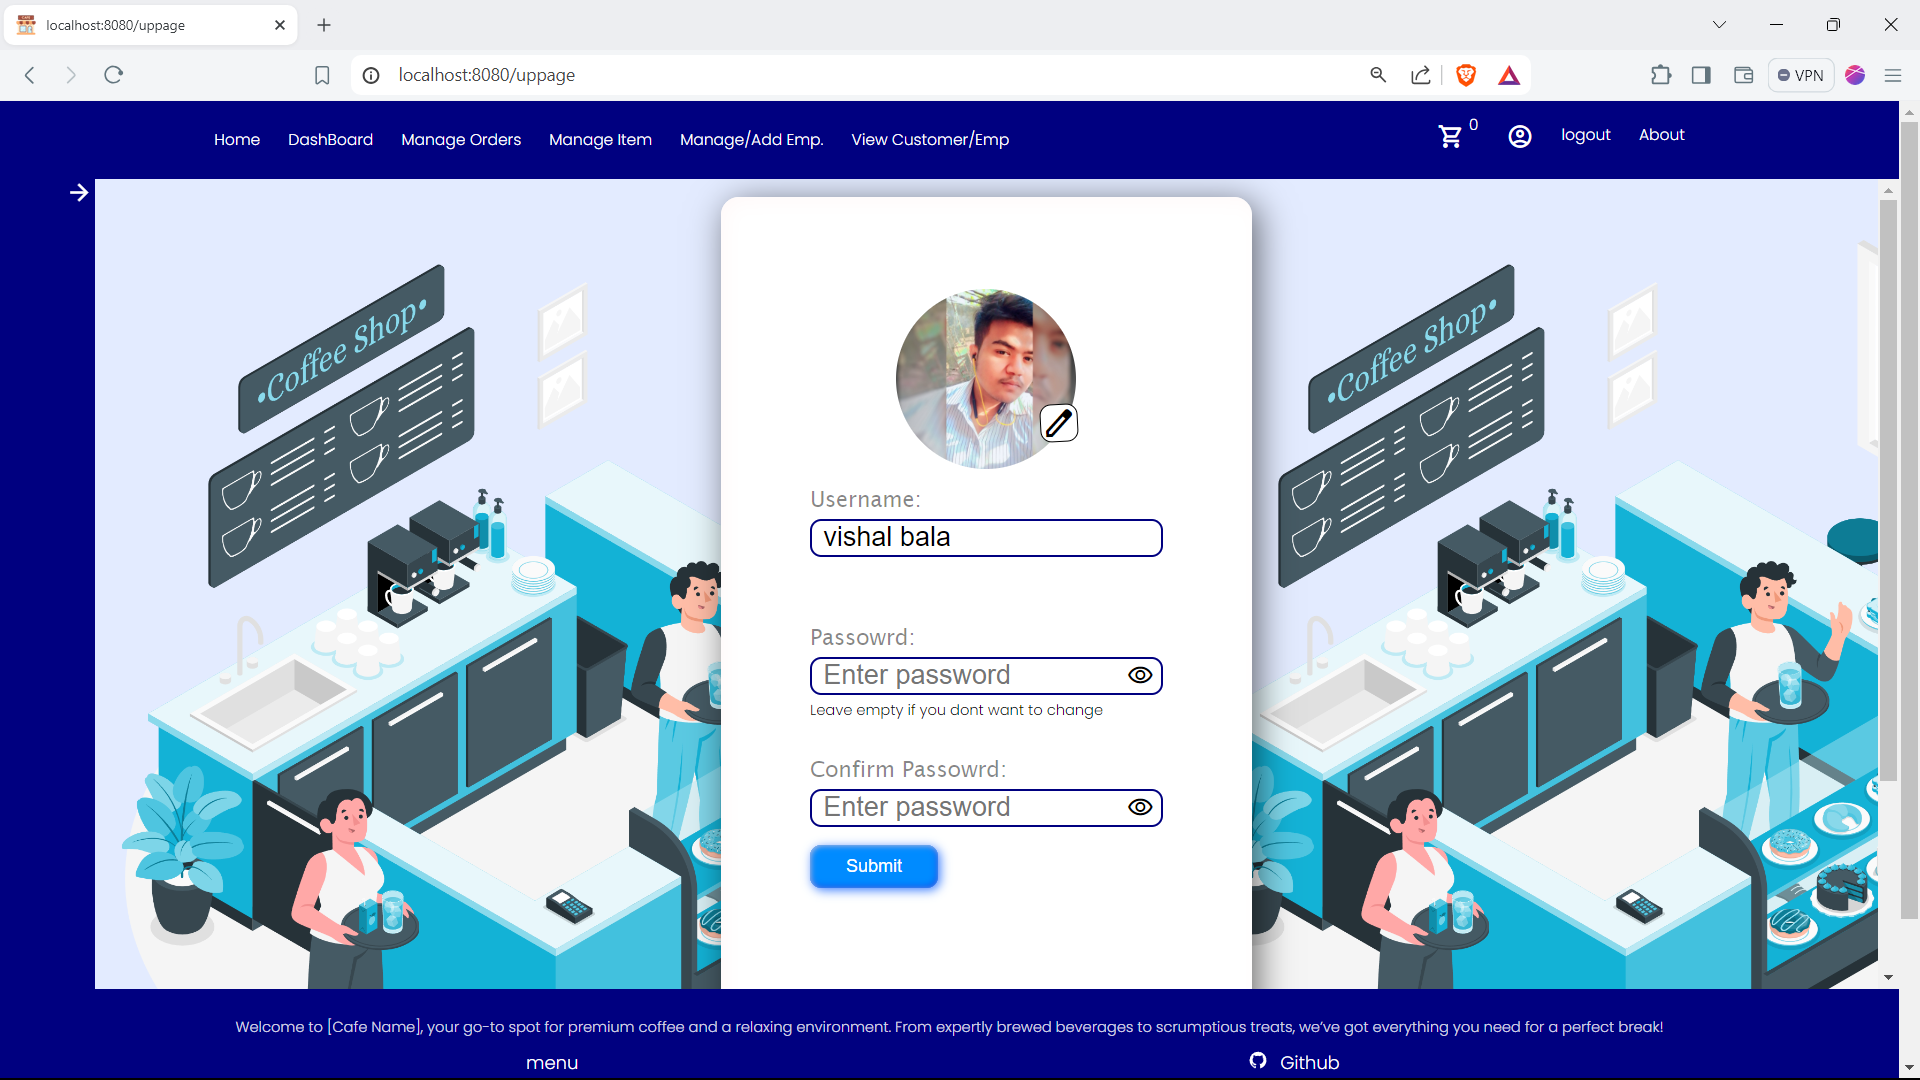 localhost:8080/uppage
localhost:8080/uppage
VPN
Home DashBoard Manage Orders Manage Item Manage/Add Emp. View Customer/Emp 0 logout About
•Coffee Shop•
•Coffee Shop•
Username:
vishal bala
Passowrd:
Enter password
Leave empty if you dont want to change
Confirm Passowrd:
Enter password
Submit
Welcome to [Cafe Name], your go-to spot for premium coffee and a relaxing environment. From expertly brewed beverages to scrumptious treats, we’ve got everything you need for a perfect break!
menu Github